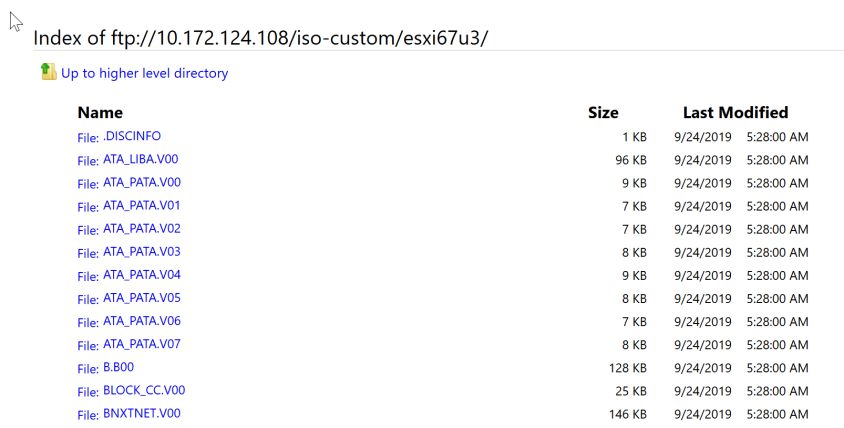 Index of ftp://10.172.124.108/iso-custom/esxi67u3/
Up to higher level directory
Name Size Last Modified
File: .DISCINFO 1 KB 9/24/2019 5:28:00 AM
File: ATA_LIBA.V00 96 KB 9/24/2019 5:28:00 AM
File: ATA_PATA.V00 9 KB 9/24/2019 5:28:00 AM
File: ATA_PATA.V01 7 KB 9/24/2019 5:28:00 AM
File: ATA_PATA.V02 7 KB 9/24/2019 5:28:00 AM
File: ATA_PATA.V03 8 KB 9/24/2019 5:28:00 AM
File: ATA_PATA.V04 9 KB 9/24/2019 5:28:00 AM
File: ATA_PATA.V05 8 KB 9/24/2019 5:28:00 AM
File: ATA_PATA.V06 7 KB 9/24/2019 5:28:00 AM
File: ATA_PATA.V07 8 KB 9/24/2019 5:28:00 AM
File: B.B00 128 KB 9/24/2019 5:28:00 AM
File: BLOCK_CC.V00 25 KB 9/24/2019 5:28:00 AM
File: BNXTNET.V00 146 KB 9/24/2019 5:28:00 AM